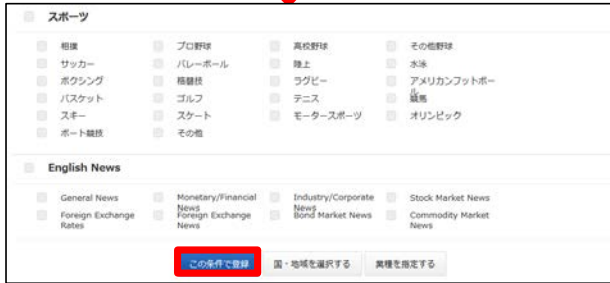 スポーツ
相撲 プロ野球 高校野球 その他野球
サッカー バレーボール 陸上 水泳
ボクシング 格闘技 ラグビー アメリカンフットボール
バスケット ゴルフ テニス 競馬
スキー スケート モータースポーツ オリンピック
ボート競技 その他
English News
General News Monetary/Financial News Industry/Corporate News Stock Market News
Foreign Exchange Rates Foreign Exchange News Bond Market News Commodity Market News
この条件で登録 国・地域を選択する 業種を指定する